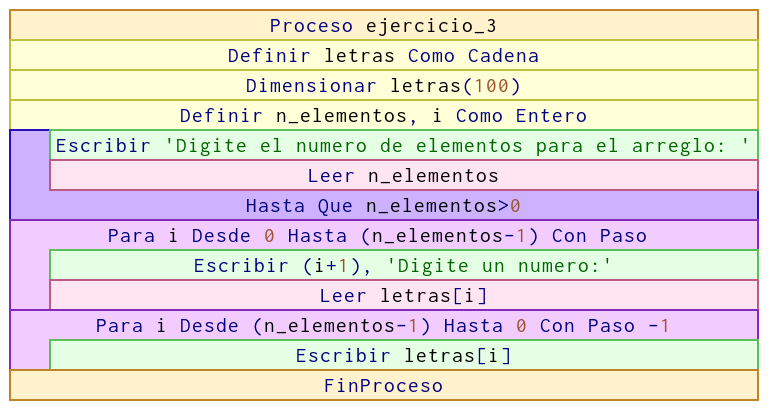 Proceso ejercicio_3
Definir letras Como Cadena
Dimensionar letras(100)
Definir n_elementos, i Como Entero
Escribir 'Digite el numero de elementos para el arreglo: '
Leer n_elementos
Hasta Que n_elementos>0
Para i Desde 0 Hasta (n_elementos-1) Con Paso
Escribir (i+1), 'Digite un numero:'
Leer letras[i]
Para i Desde (n_elementos-1) Hasta 0 Con Paso -1
Escribir letras[i]
FinProceso